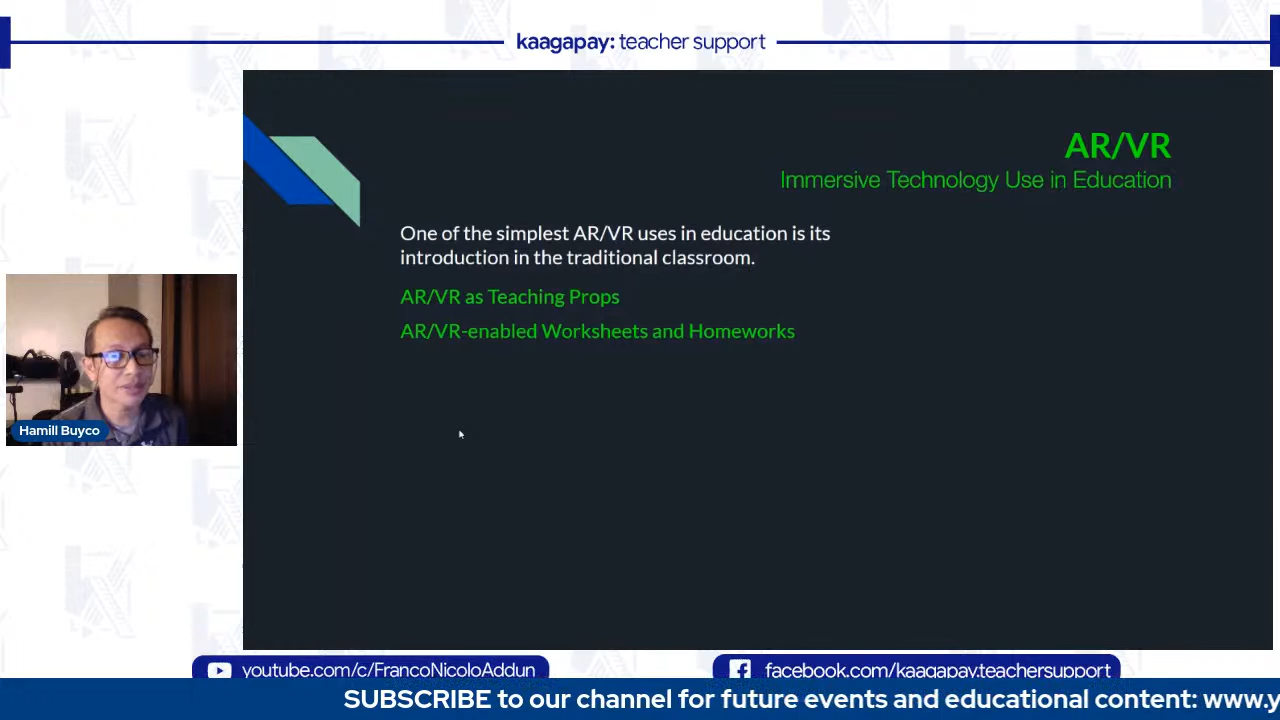 kaagapay: teacher support
AR/VR
Immersive Technology Use in Education
One of the simplest AR/VR uses in education is its
introduction in the traditional classroom.
AR/VR as Teaching Props
AR/VR-enabled Worksheets and Homeworks
Hamill Buyco
youtube.com/c/FrancoNicoloAddun
facebook.com/kaagapay.teachersupport
SUBSCRIBE to our channel for future events and educational content: www.y